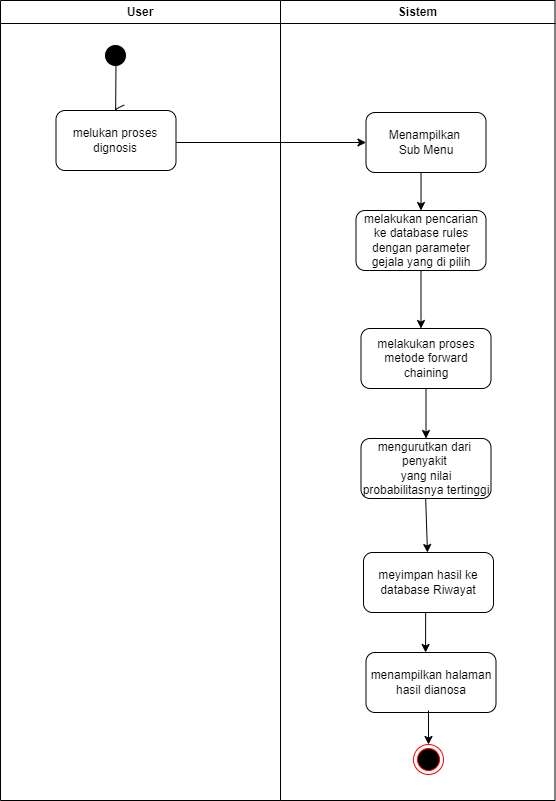 User
Sistem
melukan proses
dignosis
Menampilkan
Sub Menu
melakukan pencarian
ke database rules
dengan parameter
gejala yang di pilih
melakukan proses
metode forward
chaining
mengurutkan dari
penyakit
yang nilai
probabilitasnya tertinggi
meyimpan hasil ke
database Riwayat
menampilkan halaman
hasil dianosa